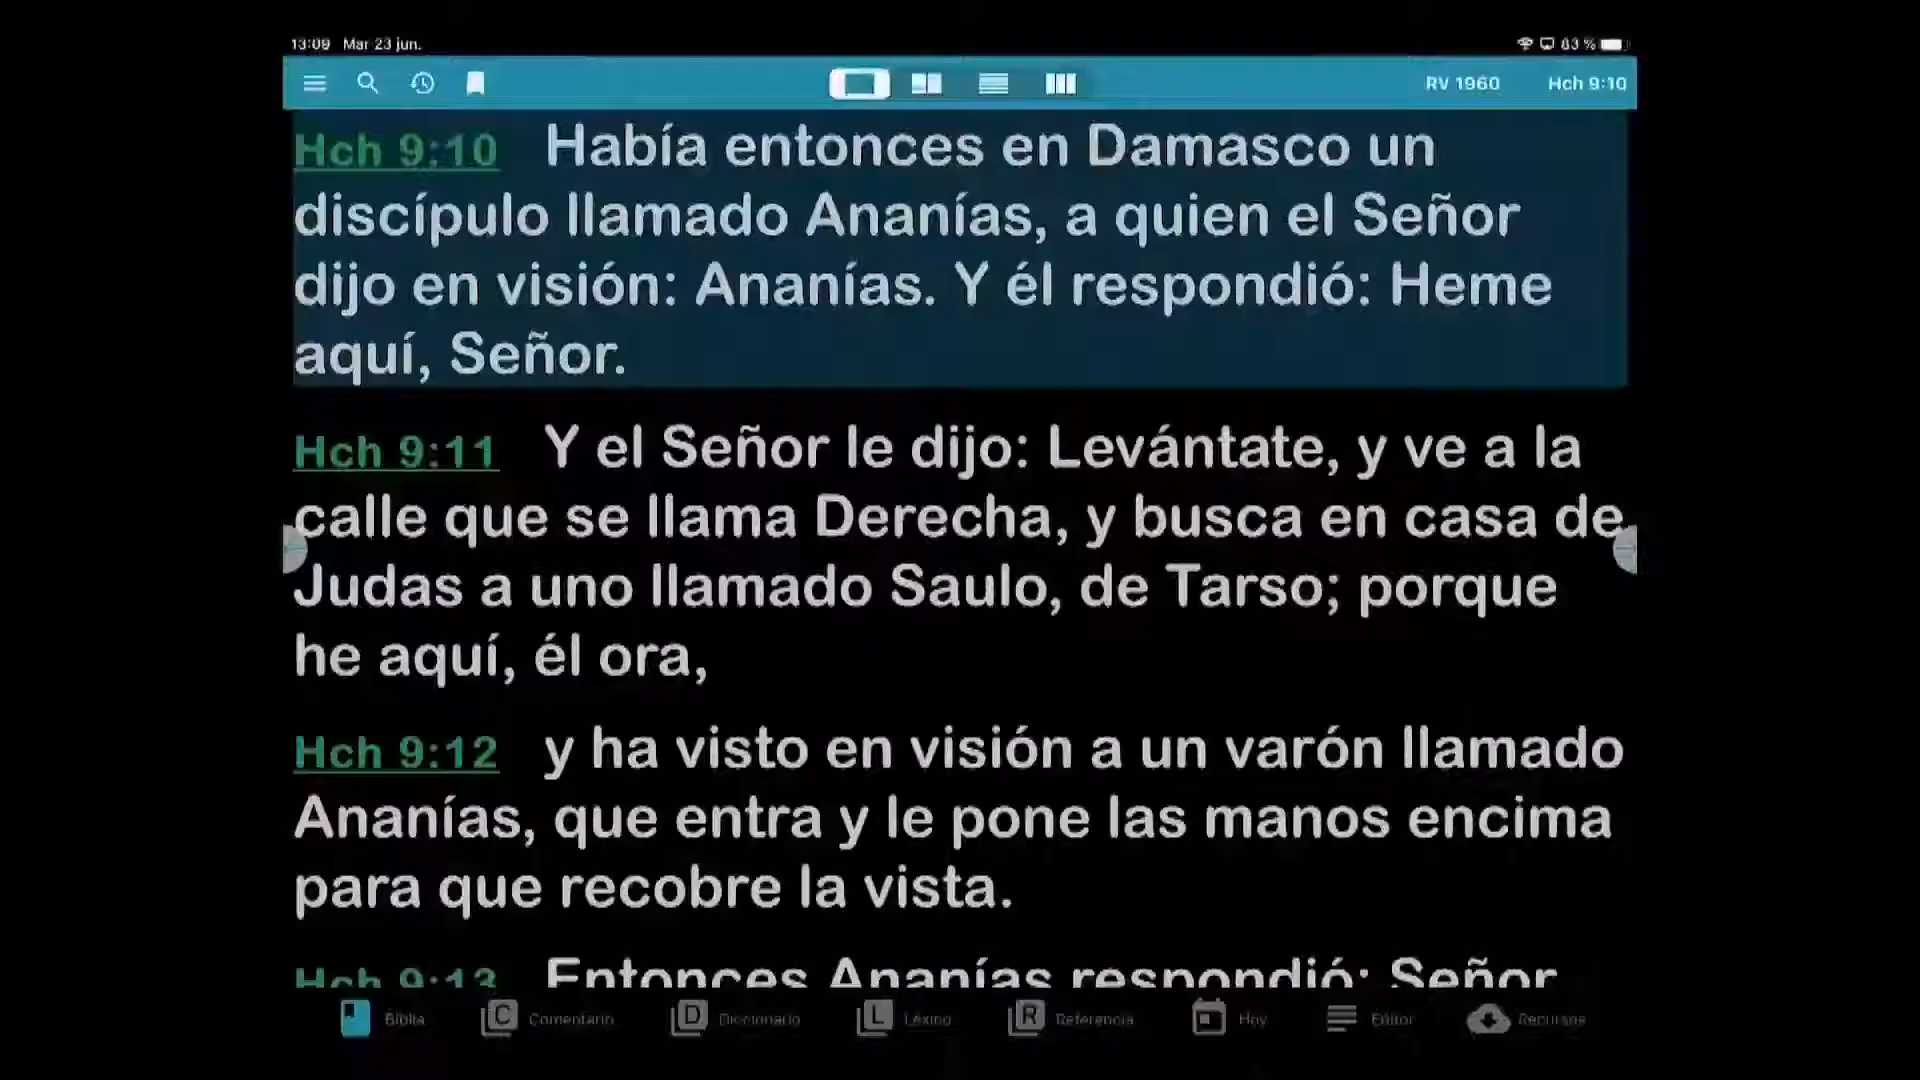 13:09 Mar 23 jun. 83 %
RV 1960 Hch 9:10
Hch 9:10 Había entonces en Damasco un
discípulo llamado Ananías, a quien el Señor
dijo en visión: Ananías. Y él respondió: Heme
aquí, Señor.
Hch 9:11 Y el Señor le dijo: Levántate, y ve a la
calle que se llama Derecha, y busca en casa de
Judas a uno llamado Saulo, de Tarso; porque
he aquí, él ora,
Hch 9:12 y ha visto en visión a un varón llamado
Ananías, que entra y le pone las manos encima
para que recobre la vista.
Hch 9:13 Entonces Ananías respondió: Señor
Biblia C Comentario D Diccionario L Léxico R Referencia Hoy Editor Recursos